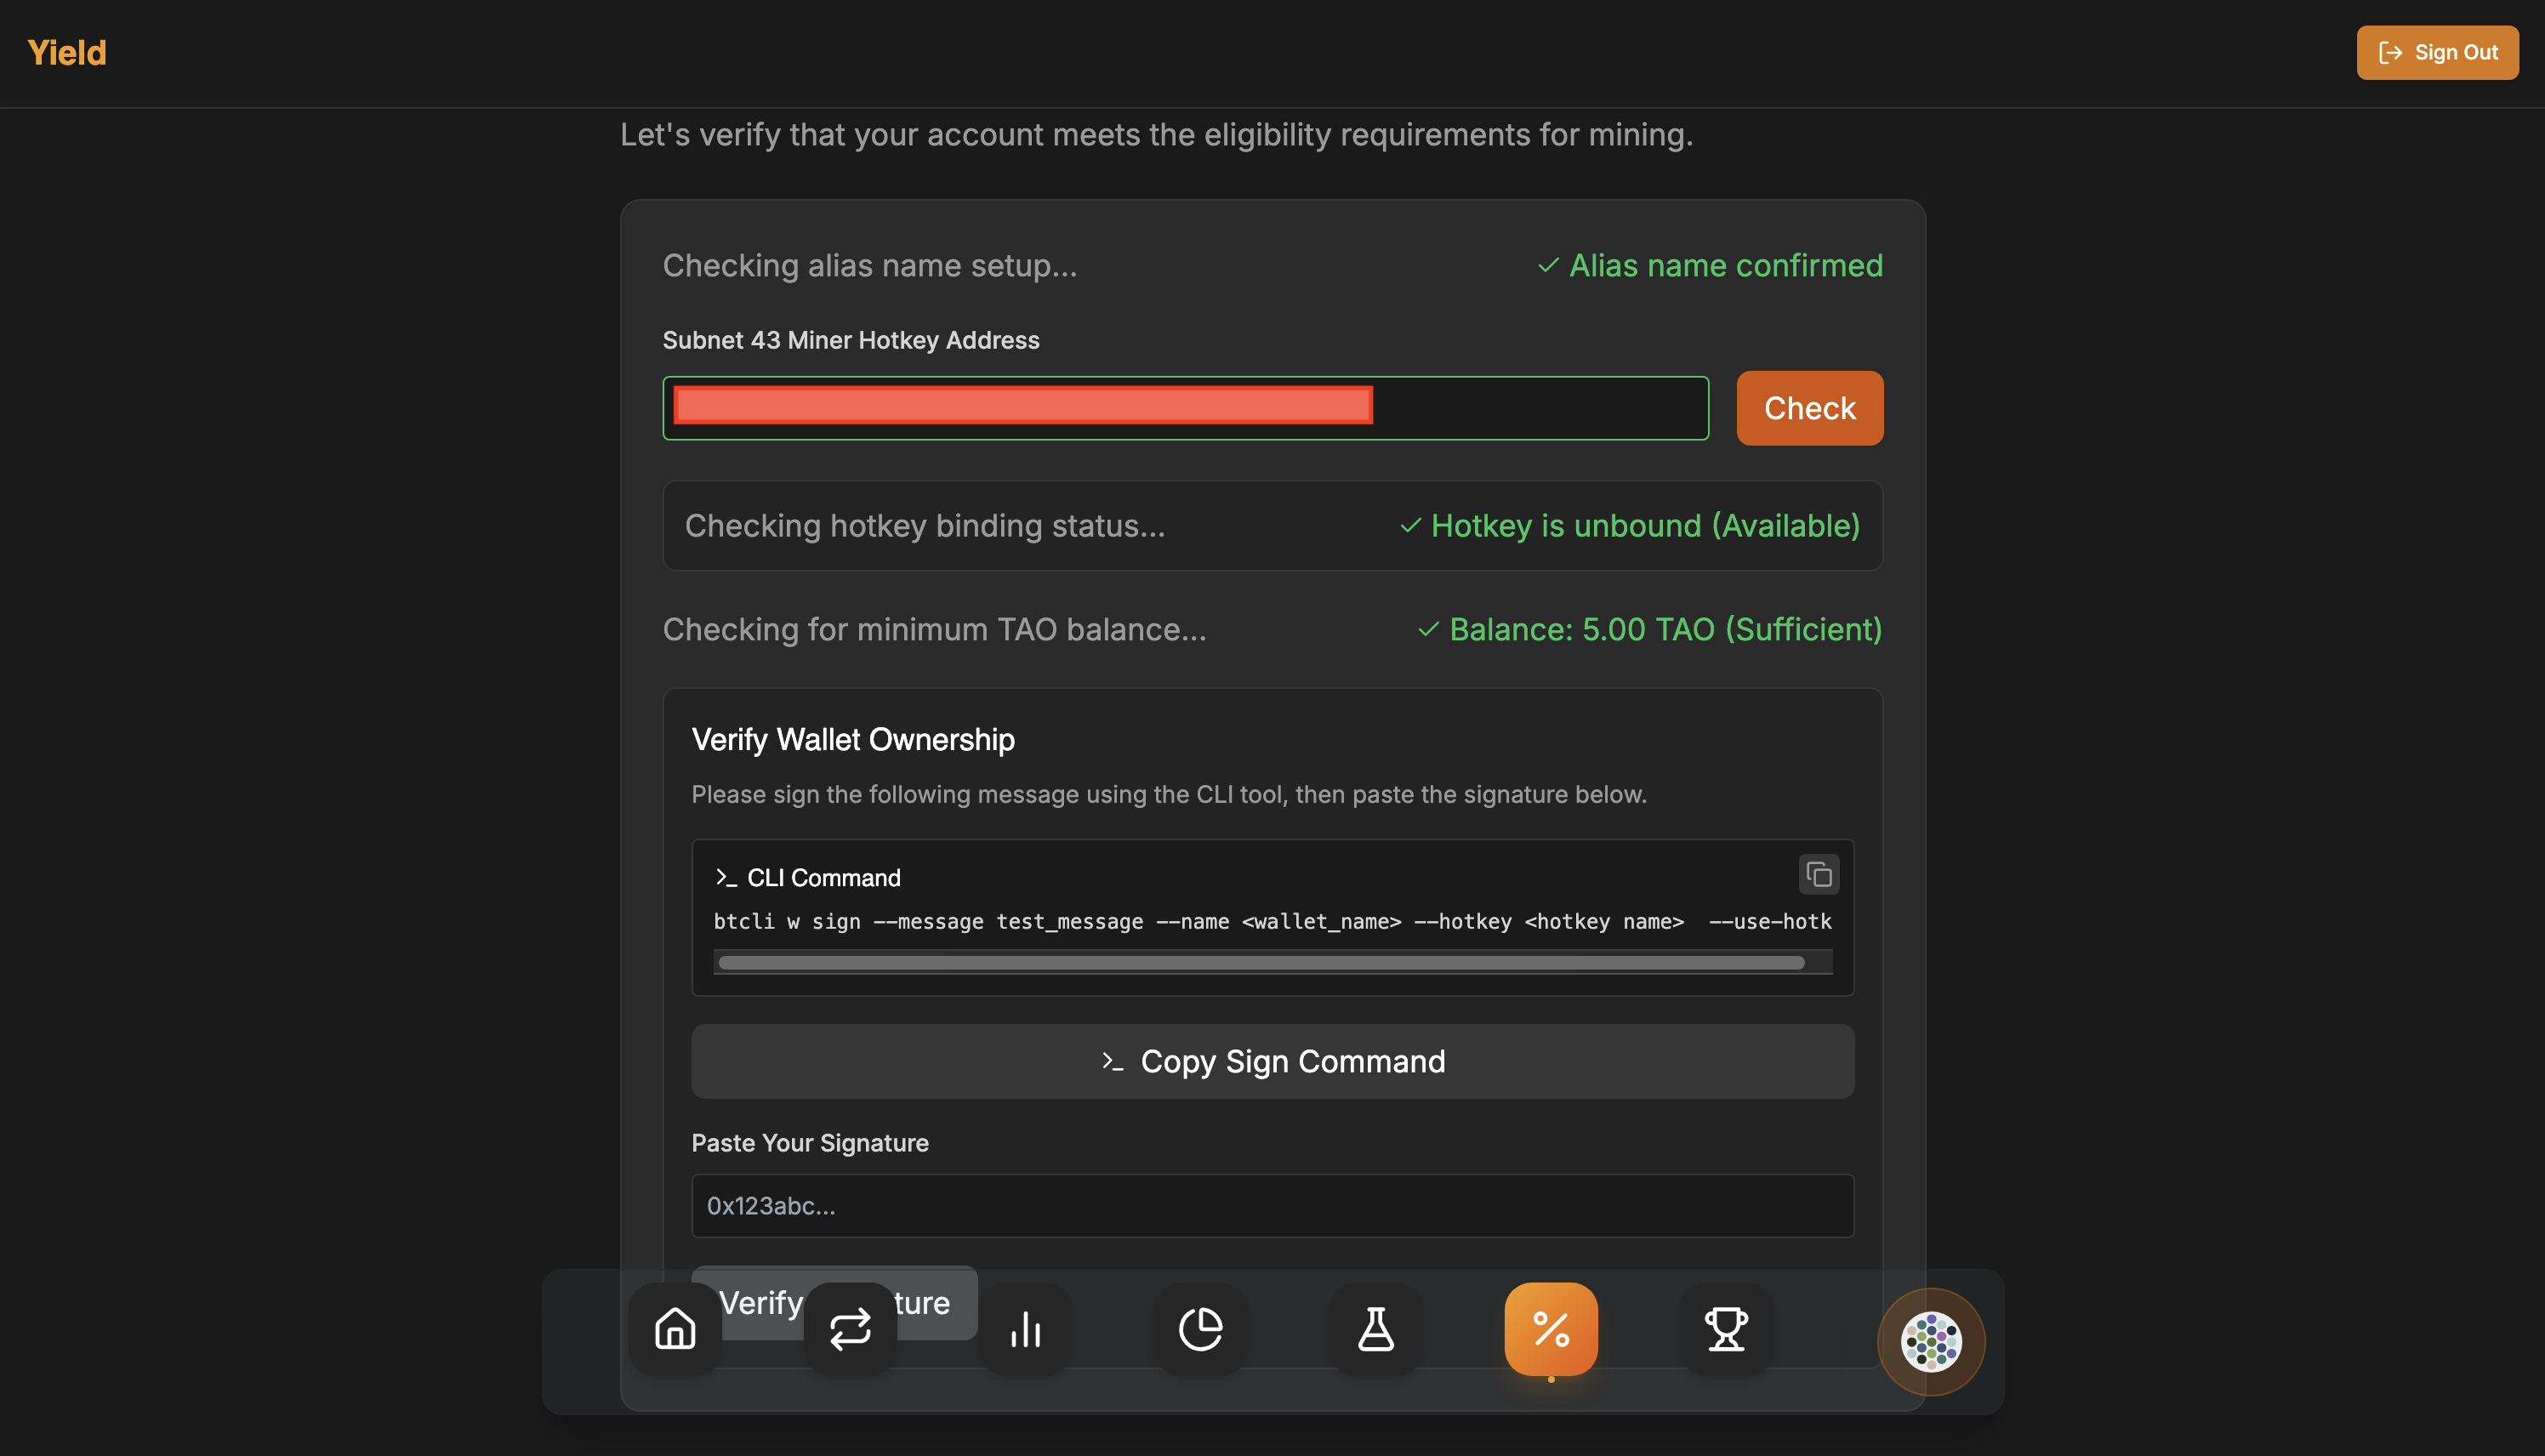 Yield
Sign Out
Let's verify that your account meets the eligibility requirements for mining.
Checking alias name setup...
Alias name confirmed
Subnet 43 Miner Hotkey Address
Check
Checking hotkey binding status...
Hotkey is unbound (Available)
Checking for minimum TAO balance...
Balance: 5.00 TAO (Sufficient)
Verify Wallet Ownership
Please sign the following message using the CLI tool, then paste the signature below.
>_ CLI Command
btcli w sign --message test_message --name <wallet_name> --hotkey <hotkey name>  --use-hotk
>_ Copy Sign Command
Paste Your Signature
0x123abc...
Verify ture